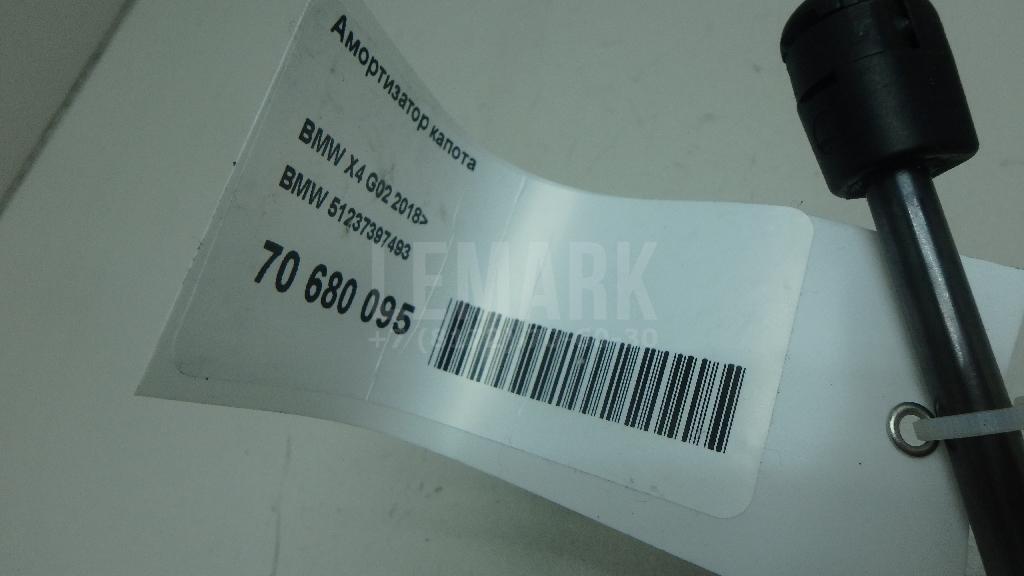 Амортизатор капота
BMW X4 G02 2018>
BMW 51237397493
70 680 095
LEMARK